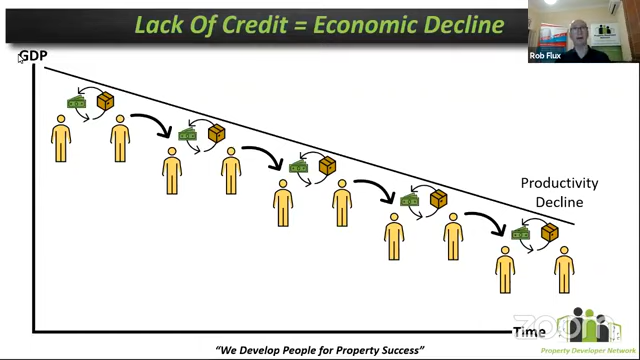 Lack Of Credit = Economic Decline
Rob Flux
GDP
Productivity
Decline
Time
zoom
Property Developer Network
"We Develop People for Property Success"